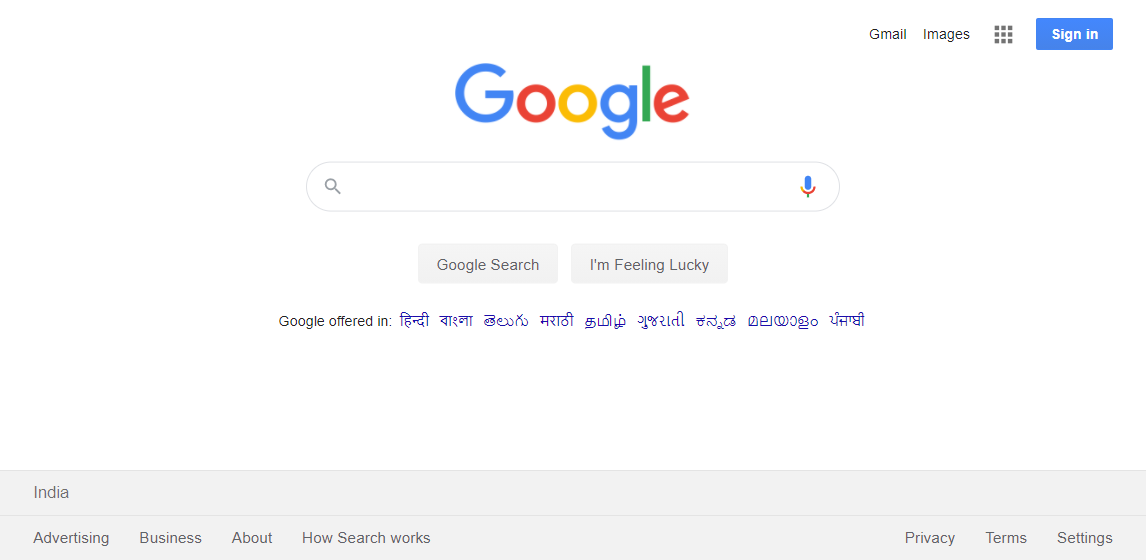 Gmail Images Sign in
Google
Google Search I'm Feeling Lucky
Google offered in: हिन्दी বাংলা తెలుగు मराठी தமிழ் ગુજરાતી ಕನ್ನಡ മലയാളം ਪੰਜਾਬੀ
India
Advertising Business About How Search works Privacy Terms Settings